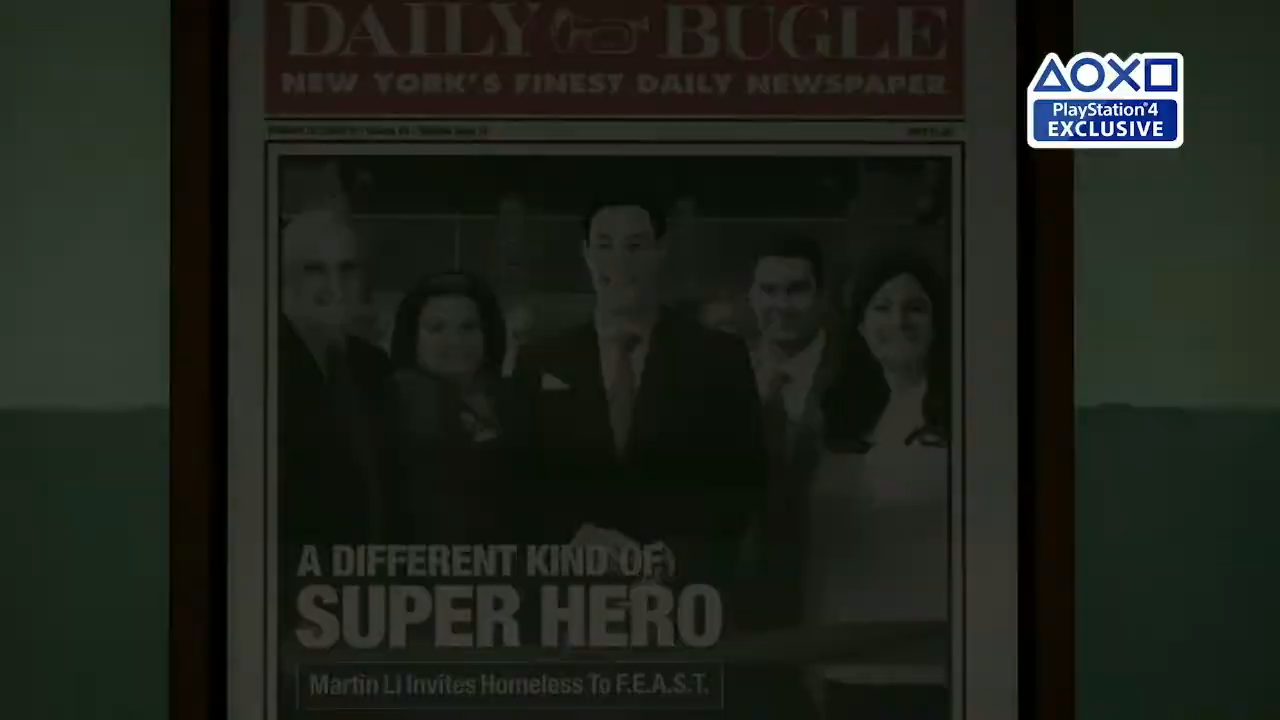 DAILY BUGLE
NEW YORK'S FINEST DAILY NEWSPAPER
PlayStation®4
EXCLUSIVE
A DIFFERENT KIND OF
SUPER HERO
Martin Li Invites Homeless To F.E.A.S.T.